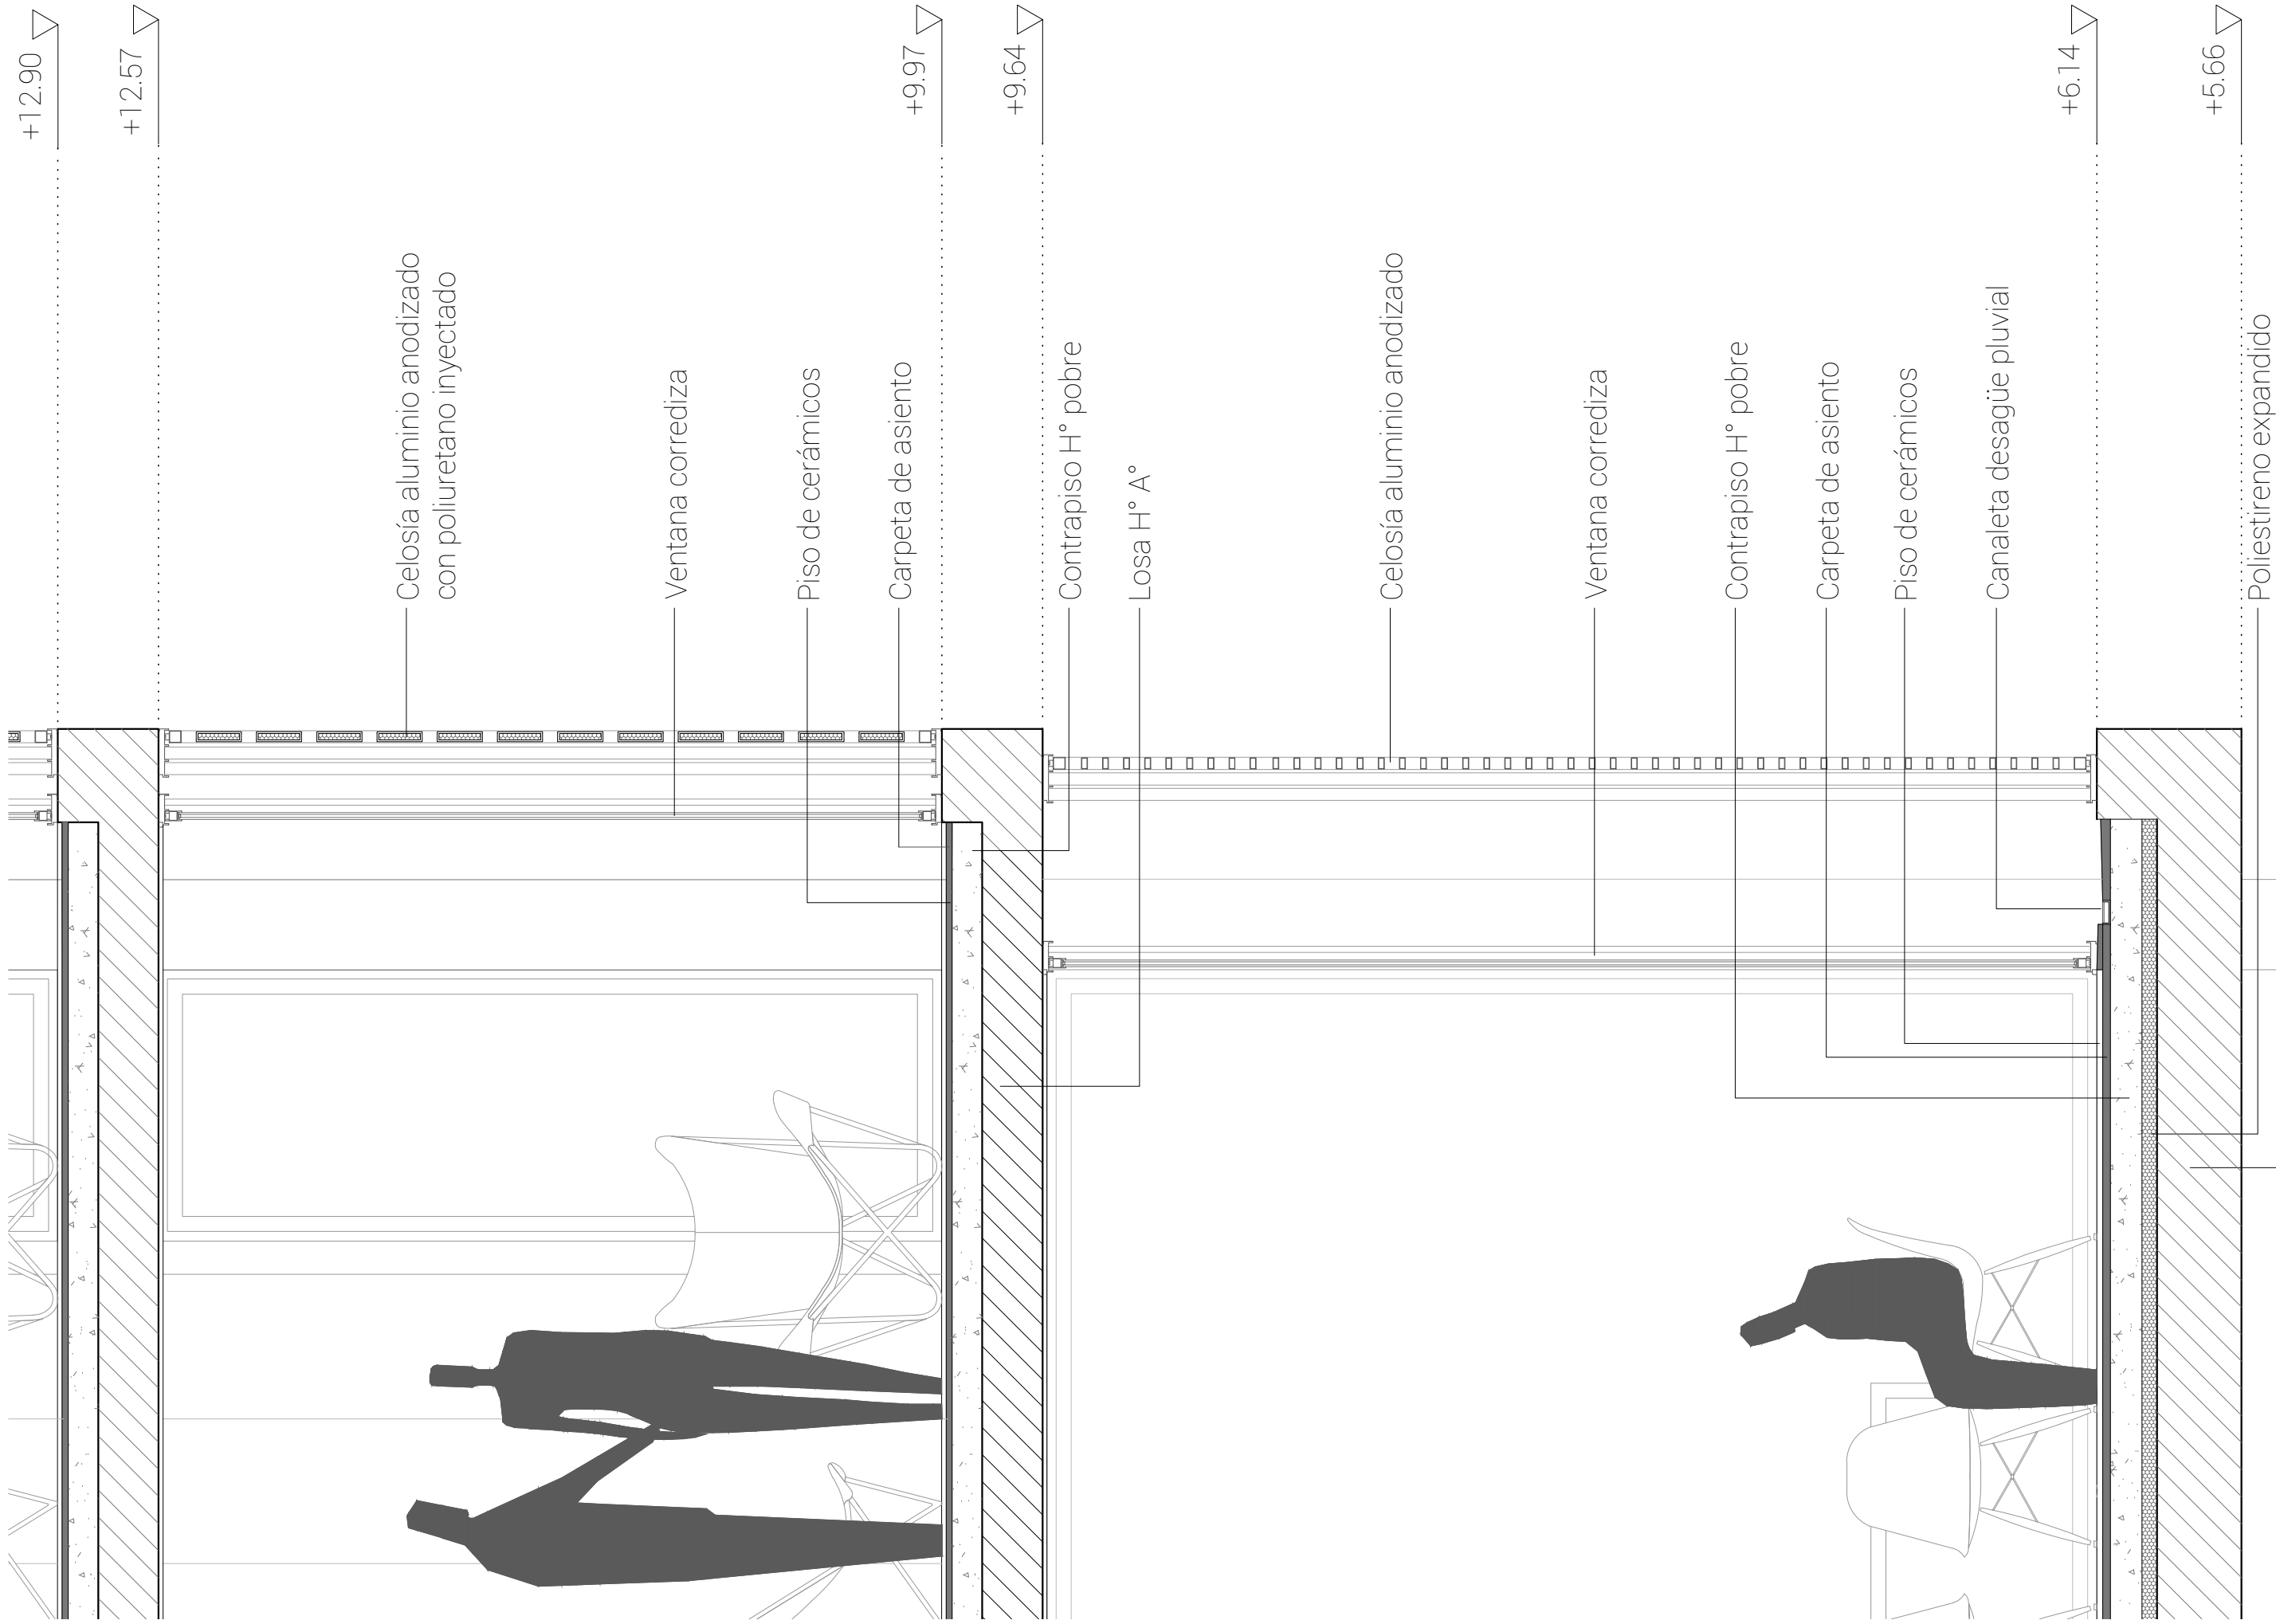 +12.90
+12.57
+9.97
+9.64
+6.14
+5.66
Celosía aluminio anodizado
con poliuretano inyectado
Ventana corrediza
Piso de cerámicos
Carpeta de asiento
Contrapiso H° pobre
Losa H° A°
Celosía aluminio anodizado
Ventana corrediza
Contrapiso H° pobre
Carpeta de asiento
Piso de cerámicos
Canaleta desagüe pluvial
Poliestireno expandido